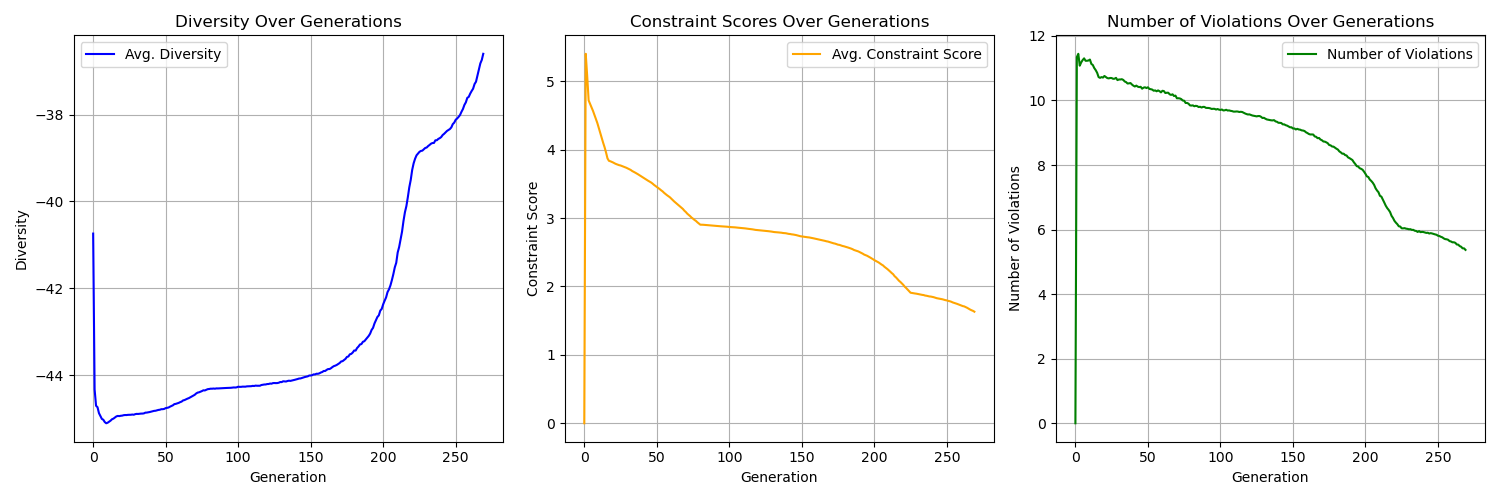 Diversity Over Generations
Avg. Diversity
−38
−40
−42
−44
Diversity
0 50 100 150 200 250
Generation
Constraint Scores Over Generations
Avg. Constraint Score
5
4
3
2
1
0
Constraint Score
0 50 100 150 200 250
Generation
Number of Violations Over Generations
Number of Violations
12
10
8
6
4
2
0
Number of Violations
0 50 100 150 200 250
Generation